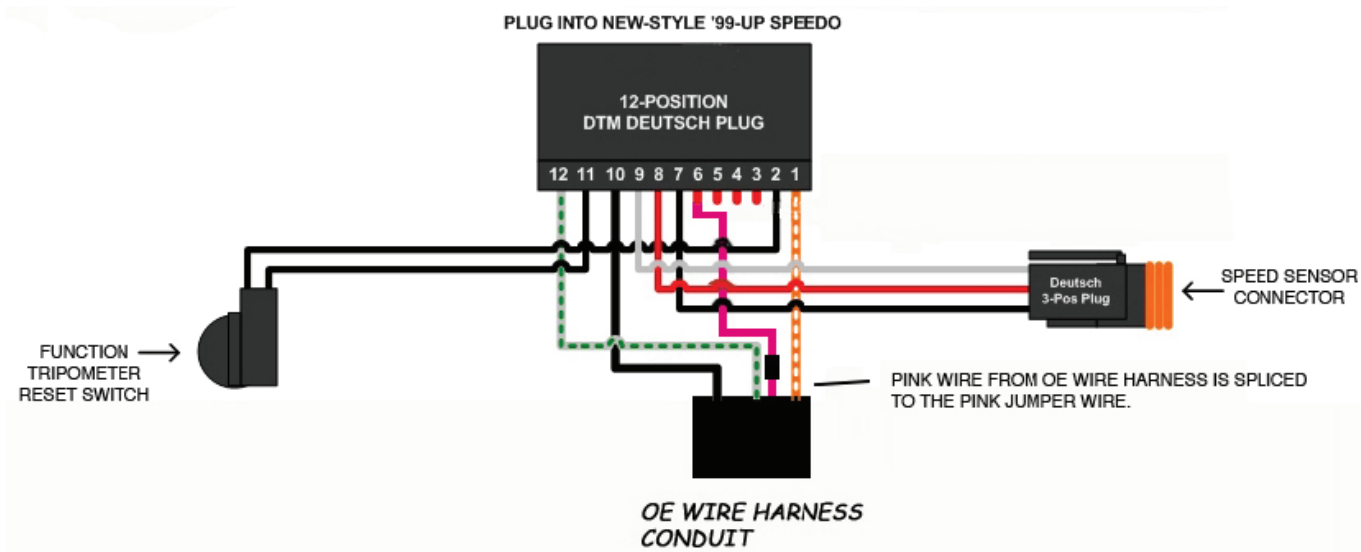 PLUG INTO NEW-STYLE '99-UP SPEEDO
12-POSITION
DTM DEUTSCH PLUG
12 11 10 9 8 7 6 5 4 3 2 1
Deutsch
3-Pos Plug
SPEED SENSOR
CONNECTOR
FUNCTION
TRIPOMETER
RESET SWITCH
PINK WIRE FROM OE WIRE HARNESS IS SPLICED
TO THE PINK JUMPER WIRE.
OE WIRE HARNESS
CONDUIT